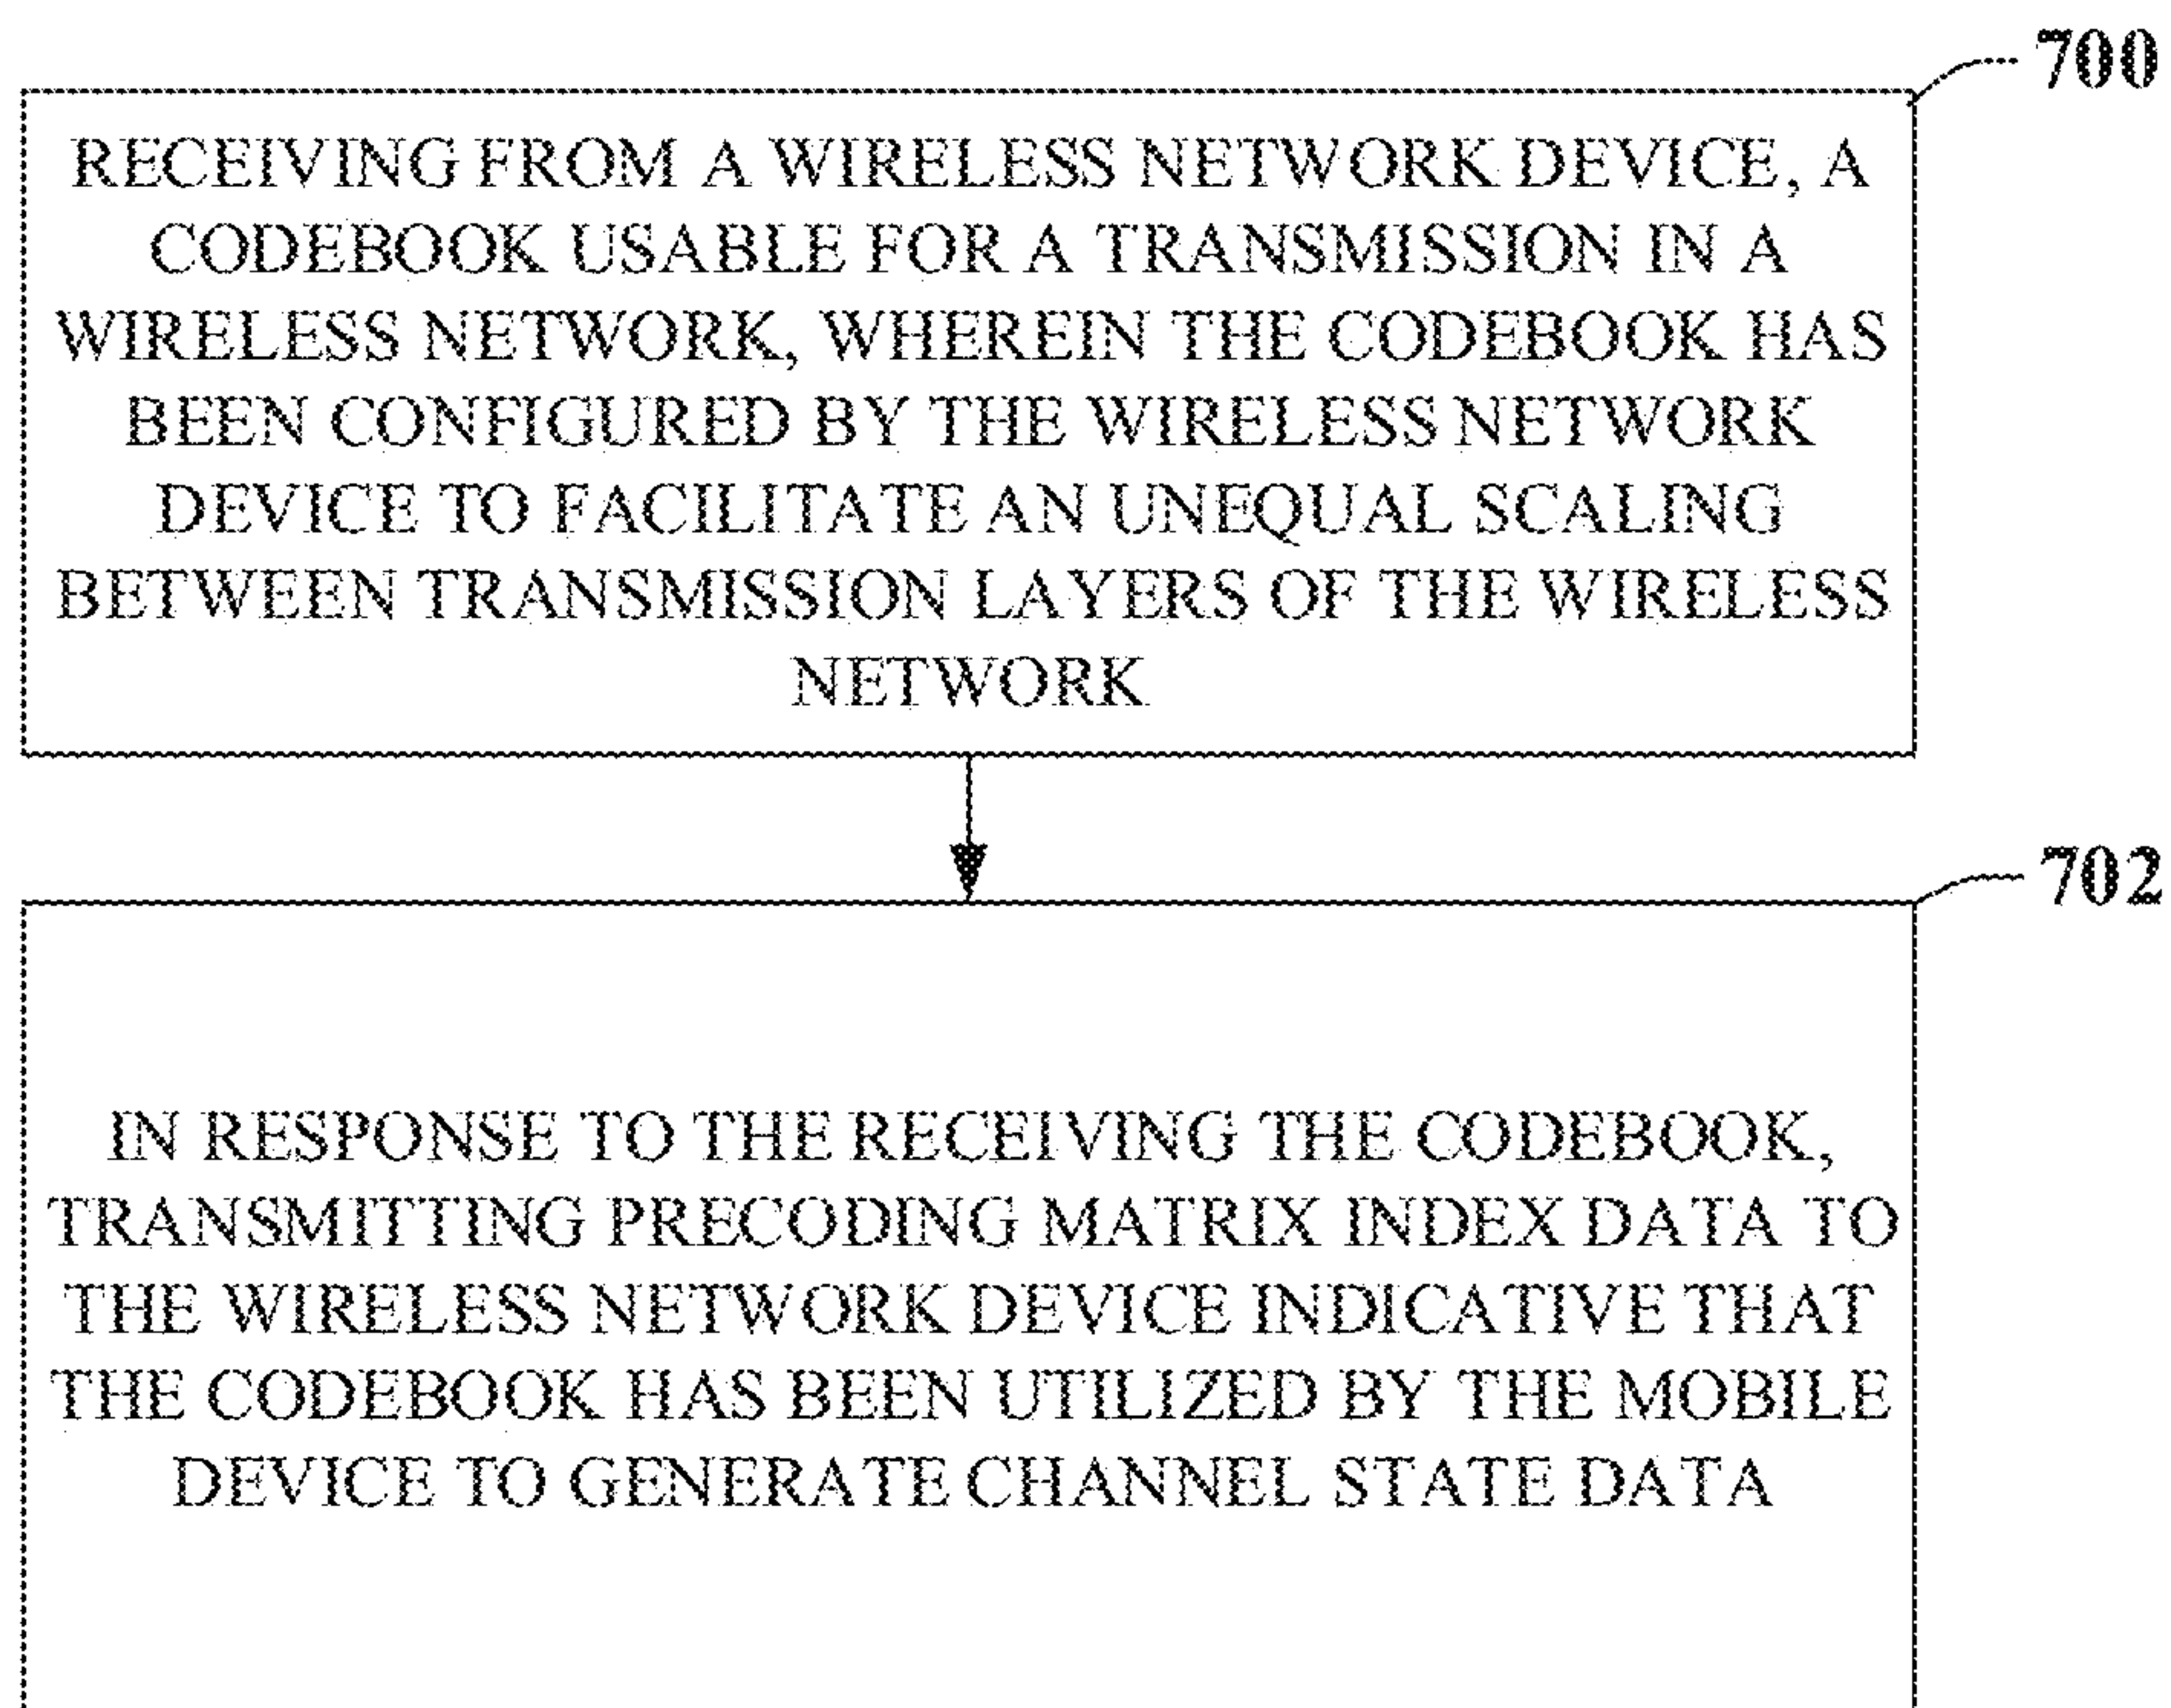 700
RECEIVING FROM A WIRELESS NETWORK DEVICE, A
CODEBOOK USABLE FOR A TRANSMISSION IN A
WIRELESS NETWORK, WHEREIN THE CODEBOOK HAS
BEEN CONFIGURED BY THE WIRELESS NETWORK
DEVICE TO FACILITATE AN UNEQUAL SCALING
BETWEEN TRANSMISSION LAYERS OF THE WIRELESS
NETWORK
702
IN RESPONSE TO THE RECEIVING THE CODEBOOK,
TRANSMITTING PRECODING MATRIX INDEX DATA TO
THE WIRELESS NETWORK DEVICE INDICATIVE THAT
THE CODEBOOK HAS BEEN UTILIZED BY THE MOBILE
DEVICE TO GENERATE CHANNEL STATE DATA